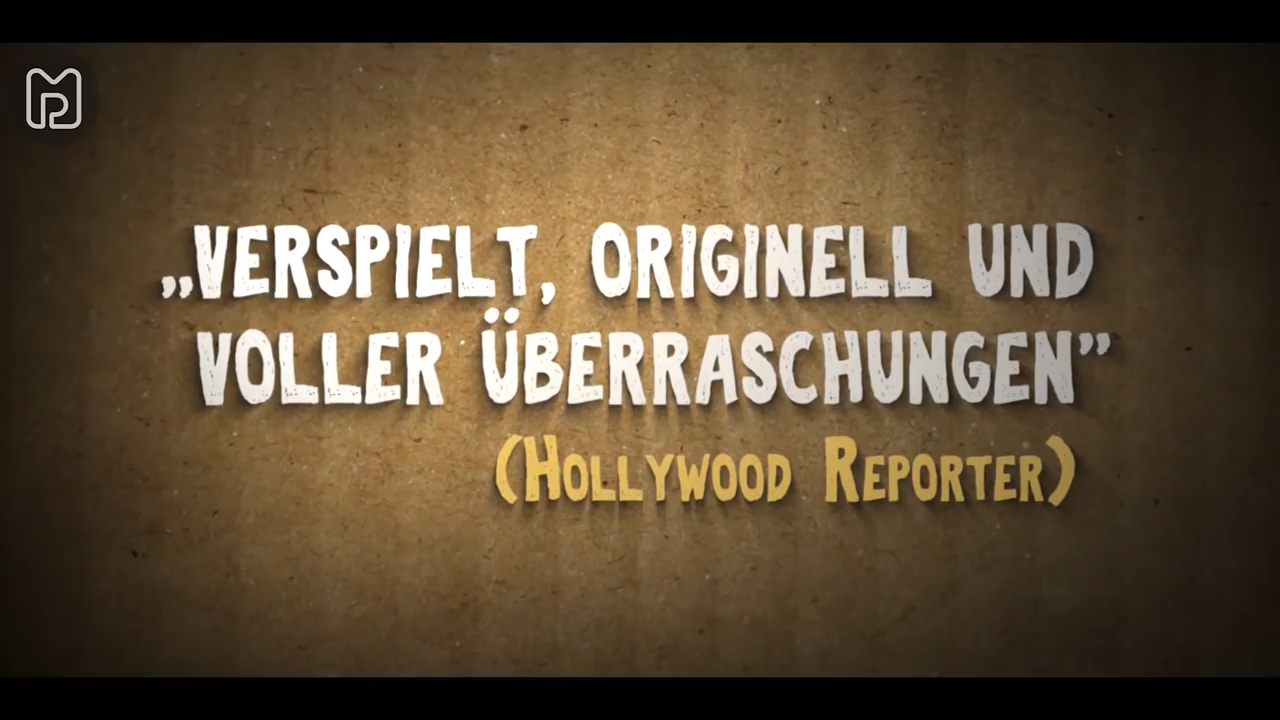 „VERSPIELT, ORIGINELL UND
VOLLER ÜBERRASCHUNGEN”
(HOLLYWOOD REPORTER)